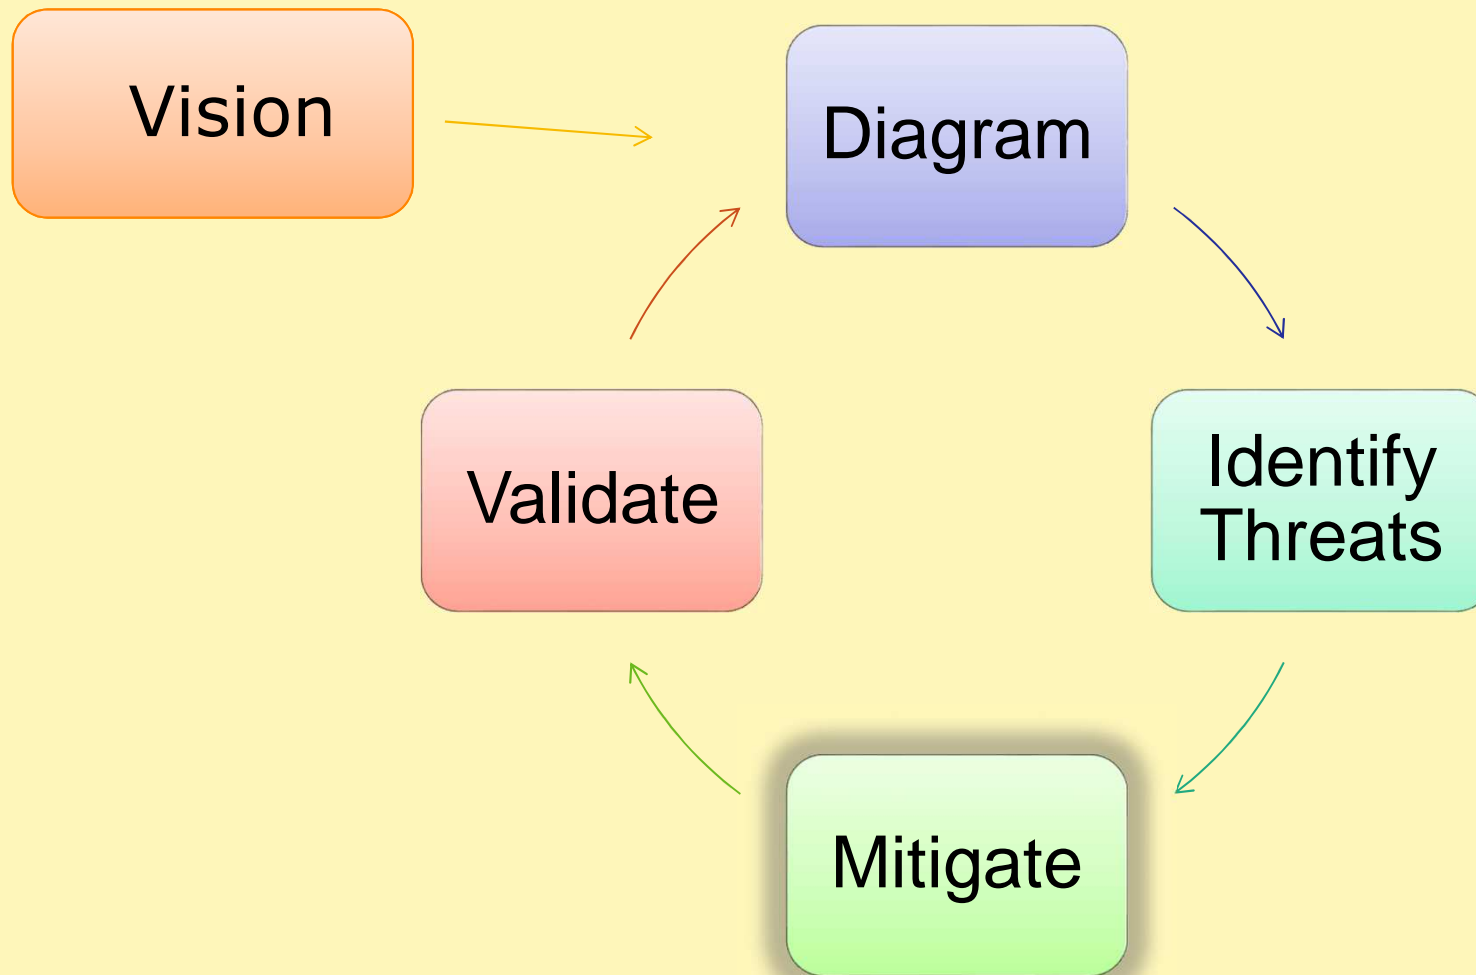 Vision
Diagram
Identify
Threats
Mitigate
Validate